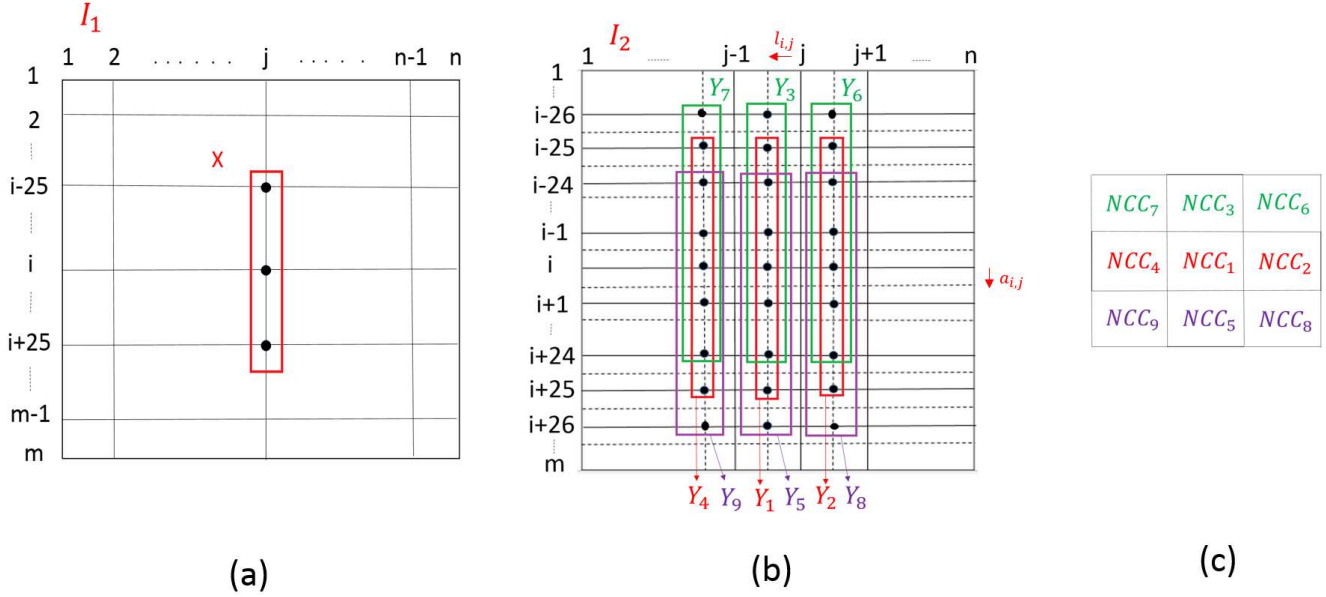 I₁
1 2 . . . . . . j . . . . . n-1 n
1
2
i-25
i
i+25
m-1
m
X
(a)
I₂
1 ...... j-1 lᵢ,ⱼ j j+1 ...... n
1
i-26
i-25
i-24
i-1
i
i+1
i+24
i+25
i+26
m
Y₇ Y₃ Y₆
aᵢ,ⱼ
Y₄ Y₉ Y₁ Y₅ Y₂ Y₈
(b)
NCC₇ NCC₃ NCC₆
NCC₄ NCC₁ NCC₂
NCC₉ NCC₅ NCC₈
(c)